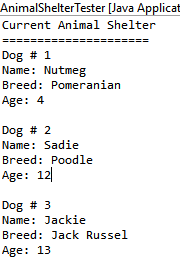 AnimalShelterTester [Java Applicat
Current Animal Shelter
=====================
Dog # 1
Name: Nutmeg
Breed: Pomeranian
Age: 4
Dog # 2
Name: Sadie
Breed: Poodle
Age: 12
Dog # 3
Name: Jackie
Breed: Jack Russel
Age: 13